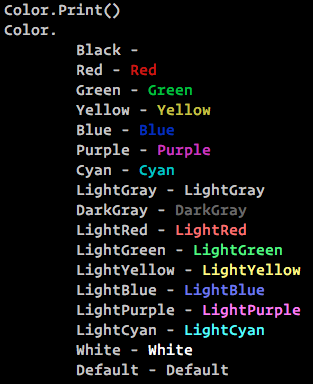 Color.Print()
Color.
Black -
Red - Red
Green - Green
Yellow - Yellow
Blue - Blue
Purple - Purple
Cyan - Cyan
LightGray - LightGray
DarkGray - DarkGray
LightRed - LightRed
LightGreen - LightGreen
LightYellow - LightYellow
LightBlue - LightBlue
LightPurple - LightPurple
LightCyan - LightCyan
White - White
Default - Default